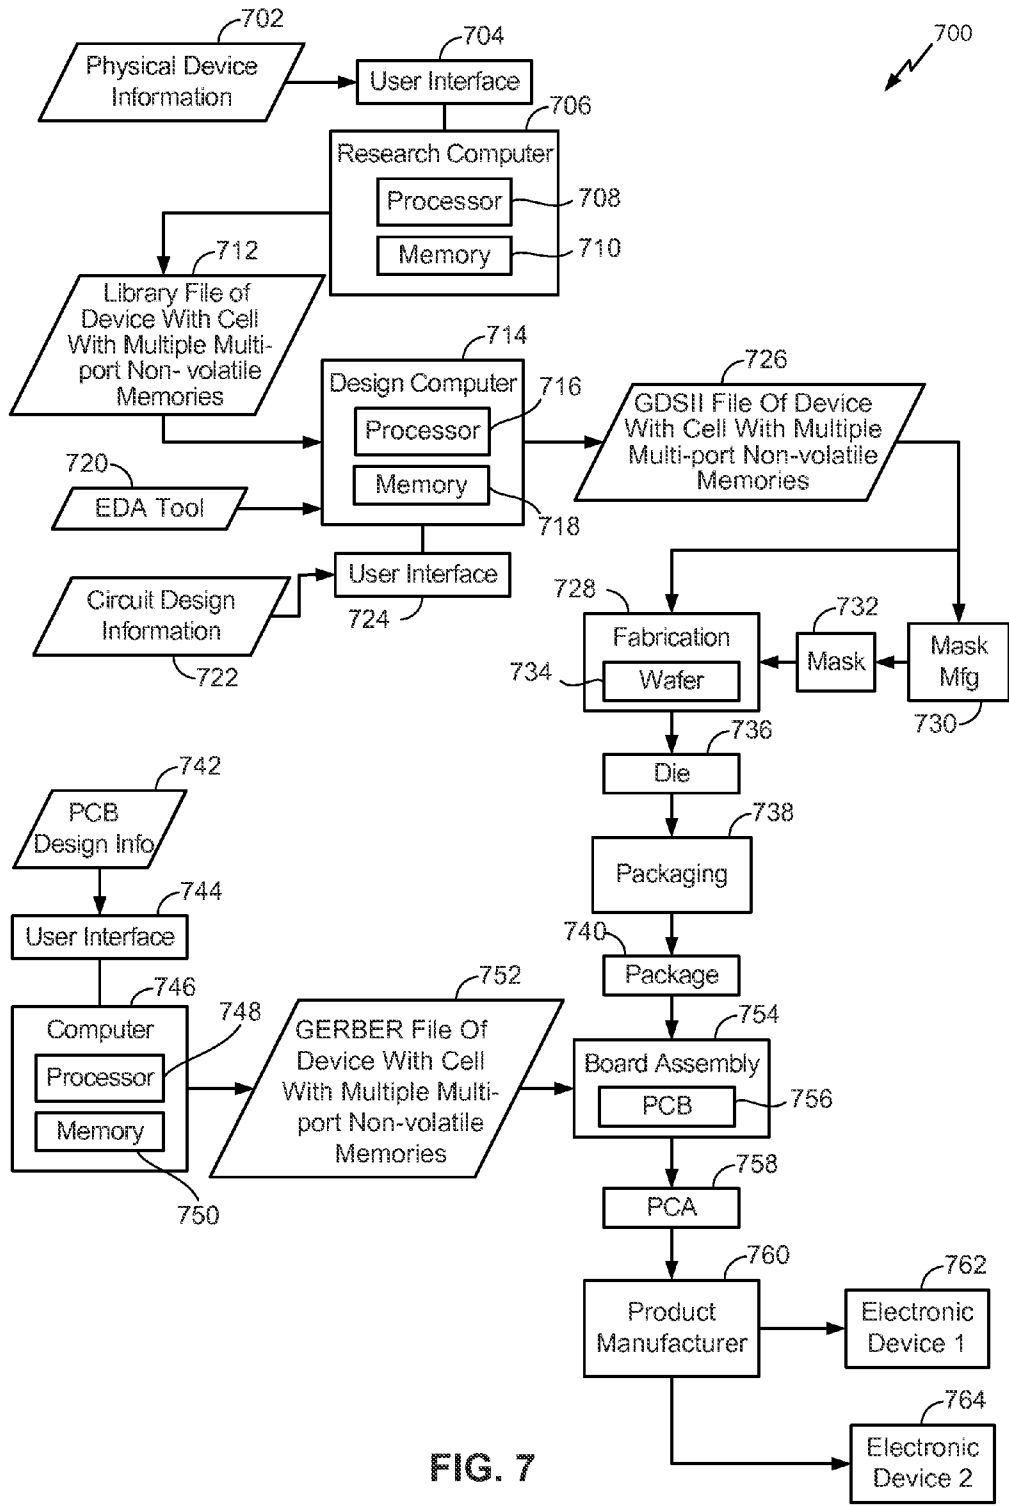 702
704
700
Physical Device
Information
User Interface
706
Research Computer
Processor
708
Memory
710
712
Library File of
Device With Cell
With Multiple Multi-
port Non- volatile
Memories
714
Design Computer
716
Processor
Memory
718
726
GDSII File Of Device
With Cell With Multiple
Multi-port Non-volatile
Memories
720
EDA Tool
User Interface
724
Circuit Design
Information
722
728
Fabrication
734
Wafer
732
Mask
Mask
Mfg
730
736
Die
738
Packaging
740
Package
742
PCB
Design Info
744
User Interface
746
Computer
748
Processor
Memory
750
752
GERBER File Of
Device With Cell
With Multiple Multi-
port Non-volatile
Memories
754
Board Assembly
PCB
756
758
PCA
760
Product
Manufacturer
762
Electronic
Device 1
764
Electronic
Device 2
FIG. 7